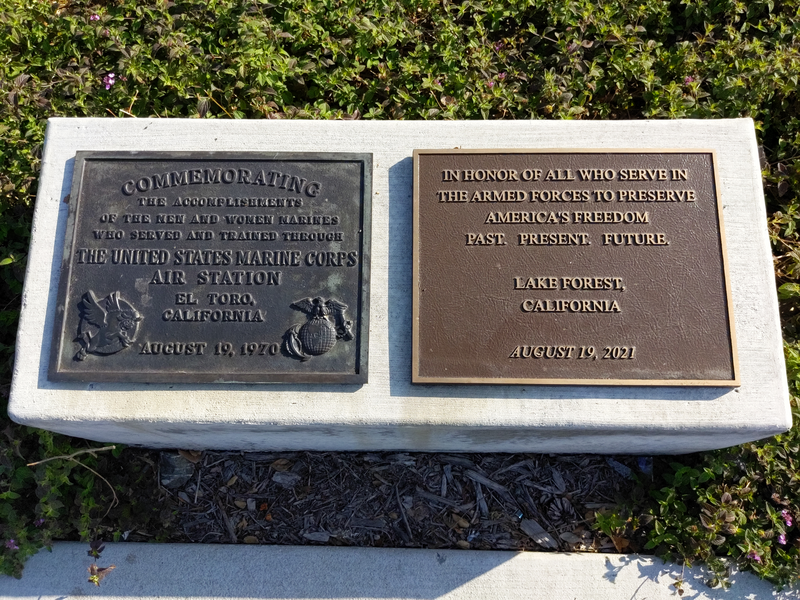 COMMEMORATING
THE ACCOMPLISHMENTS
OF THE MEN AND WOMEN MARINES
WHO SERVED AND TRAINED THROUGH
THE UNITED STATES MARINE CORPS
AIR STATION
EL TORO,
CALIFORNIA
AUGUST 19, 1970
IN HONOR OF ALL WHO SERVE IN
THE ARMED FORCES TO PRESERVE
AMERICA'S FREEDOM
PAST. PRESENT. FUTURE.
LAKE FOREST,
CALIFORNIA
AUGUST 19, 2021